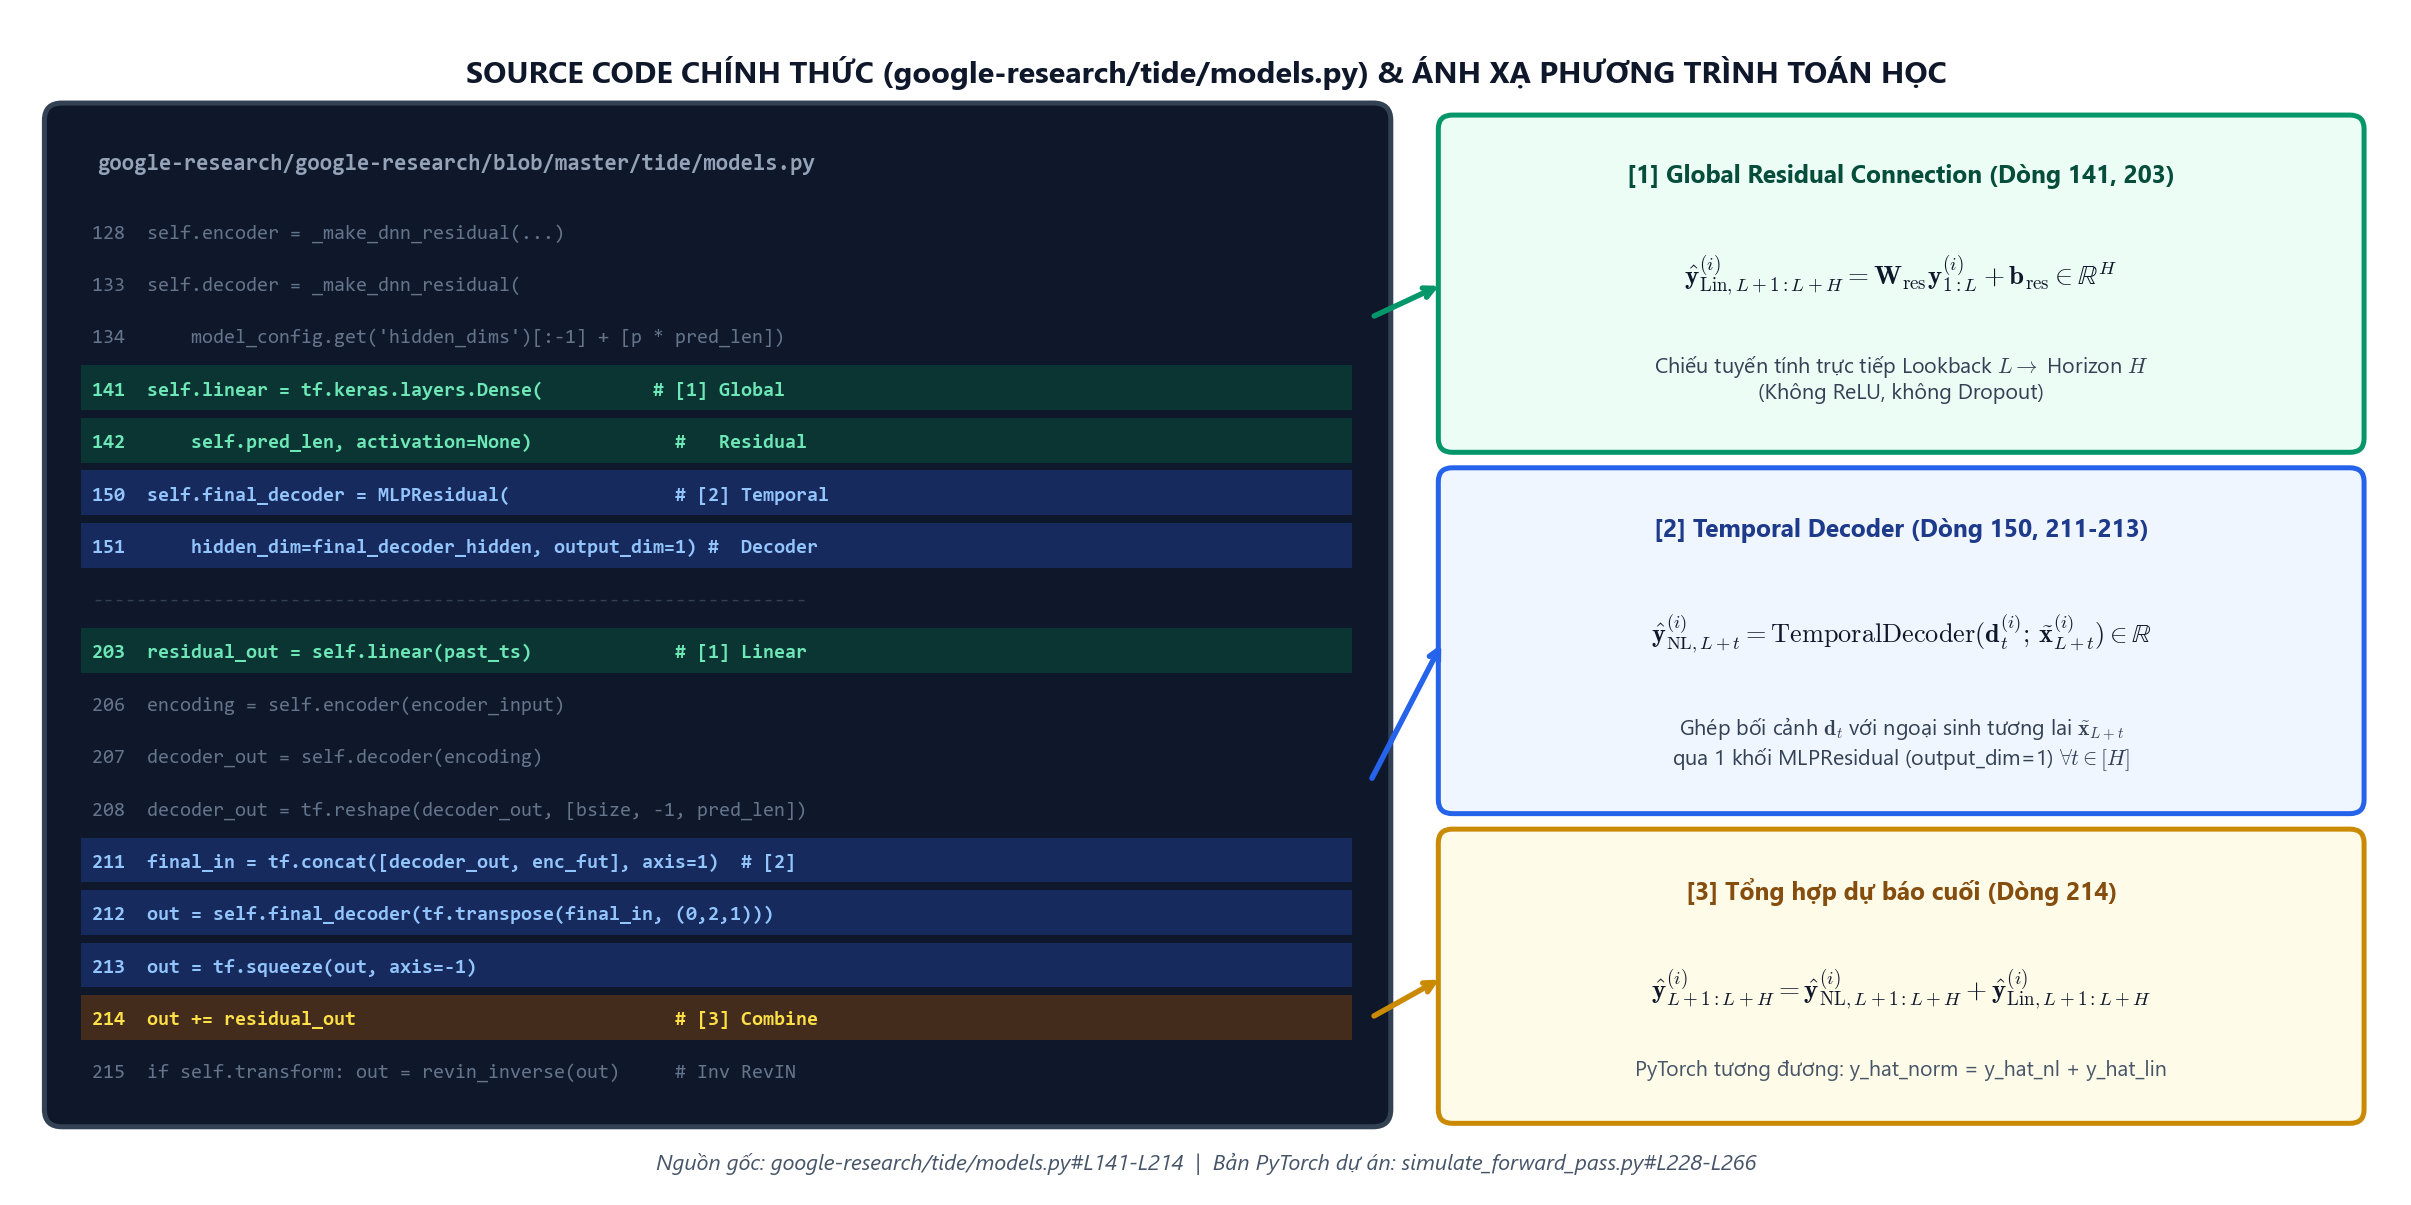 SOURCE CODE CHÍNH THỨC (google-research/tide/models.py) & ÁNH XẠ PHƯƠNG TRÌNH TOÁN HỌC
google-research/google-research/blob/master/tide/models.py
128  self.encoder = _make_dnn_residual(...)
133  self.decoder = _make_dnn_residual(
134      model_config.get('hidden_dims')[:-1] + [p * pred_len])
141  self.linear = tf.keras.layers.Dense(          # [1] Global
142      self.pred_len, activation=None)             #   Residual
150  self.final_decoder = MLPResidual(               # [2] Temporal
151      hidden_dim=final_decoder_hidden, output_dim=1) #  Decoder
-----------------------------------------------------------------
203  residual_out = self.linear(past_ts)             # [1] Linear
206  encoding = self.encoder(encoder_input)
207  decoder_out = self.decoder(encoding)
208  decoder_out = tf.reshape(decoder_out, [bsize, -1, pred_len])
211  final_in = tf.concat([decoder_out, enc_fut], axis=1)  # [2]
212  out = self.final_decoder(tf.transpose(final_in, (0,2,1)))
213  out = tf.squeeze(out, axis=-1)
214  out += residual_out                             # [3] Combine
215  if self.transform: out = revin_inverse(out)     # Inv RevIN
[1] Global Residual Connection (Dòng 141, 203)
ŷ^{(i)}_{Lin, L+1:L+H} = W_{res} y^{(i)}_{1:L} + b_{res} ∈ ℝ^H
Chiếu tuyến tính trực tiếp Lookback L → Horizon H
(Không ReLU, không Dropout)
[2] Temporal Decoder (Dòng 150, 211-213)
ŷ^{(i)}_{NL, L+t} = TemporalDecoder(d^{(i)}_t; x̃^{(i)}_{L+t}) ∈ ℝ
Ghép bối cảnh d_t với ngoại sinh tương lai x̃_{L+t}
qua 1 khối MLPResidual (output_dim=1) ∀t ∈ [H]
[3] Tổng hợp dự báo cuối (Dòng 214)
ŷ^{(i)}_{L+1:L+H} = ŷ^{(i)}_{NL, L+1:L+H} + ŷ^{(i)}_{Lin, L+1:L+H}
PyTorch tương đương: y_hat_norm = y_hat_nl + y_hat_lin
Nguồn gốc: google-research/tide/models.py#L141-L214 | Bản PyTorch dự án: simulate_forward_pass.py#L228-L266